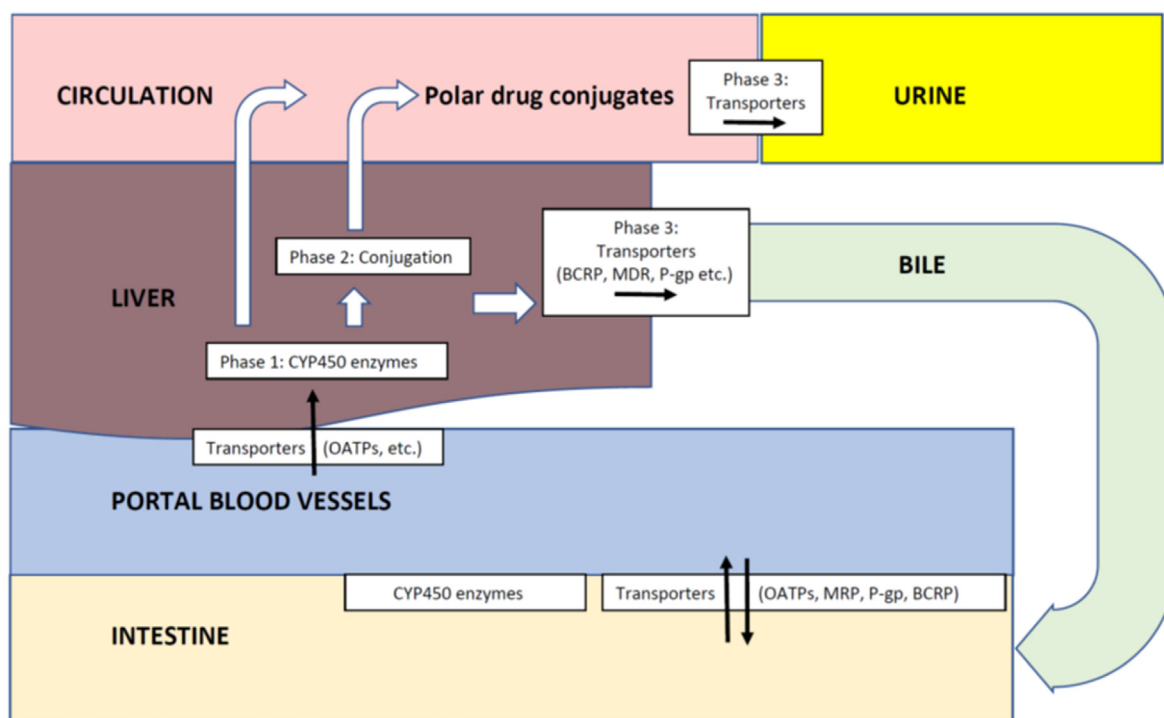 CIRCULATION
Polar drug conjugates
Phase 3:
Transporters
URINE
Phase 2: Conjugation
Phase 3:
Transporters
(BCRP, MDR, P-gp etc.)
BILE
LIVER
Phase 1: CYP450 enzymes
Transporters (OATPs, etc.)
PORTAL BLOOD VESSELS
CYP450 enzymes
Transporters (OATPs, MRP, P-gp, BCRP)
INTESTINE